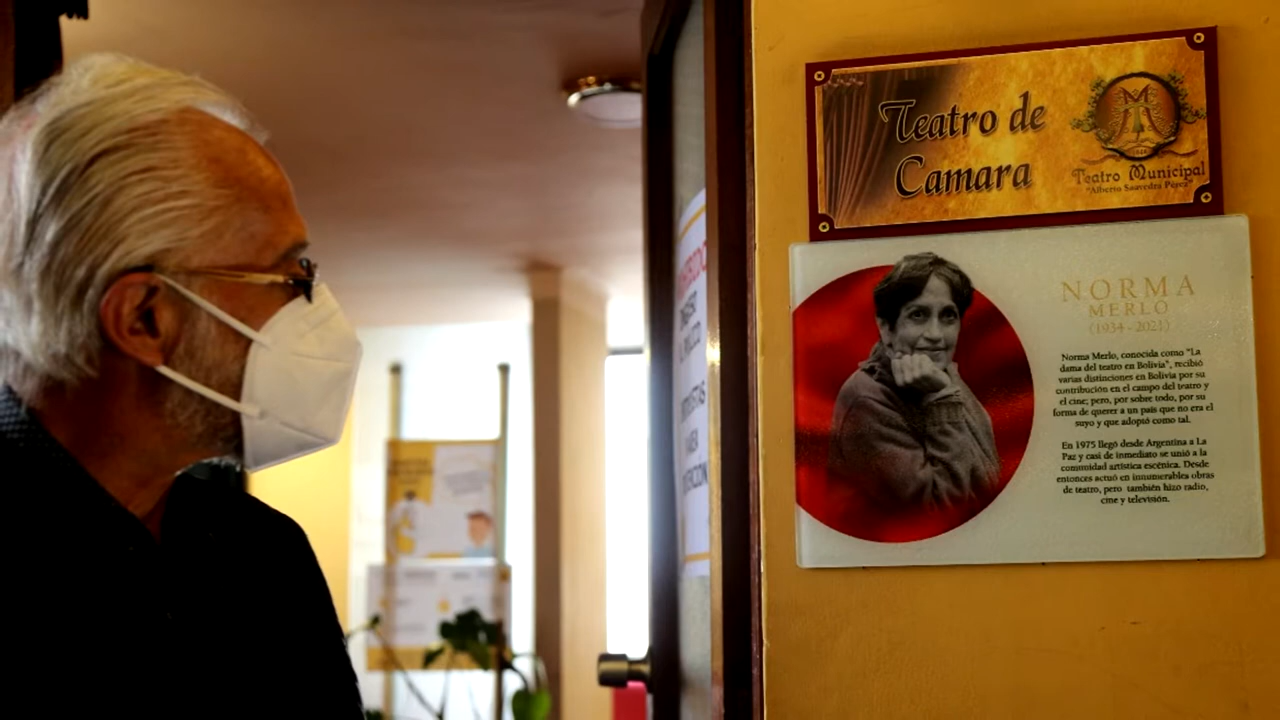 Teatro de
Camara
Teatro Municipal
"Alberto Saavedra Pérez"
NORMA
MERLO
(1934 - 2021)
Norma Merlo, conocida como "La
dama del teatro en Bolivia", recibió
varias distinciones en Bolivia por su
contribución en el campo del teatro y
el cine; pero, por sobre todo, por su
forma de querer a un país que no era el
suyo y que adoptó como tal.
En 1975 llegó desde Argentina a La
Paz y casi de inmediato se unió a la
comunidad artística escénica. Desde
entonces actuó en innumerables obras
de teatro, pero también hizo radio,
cine y televisión.